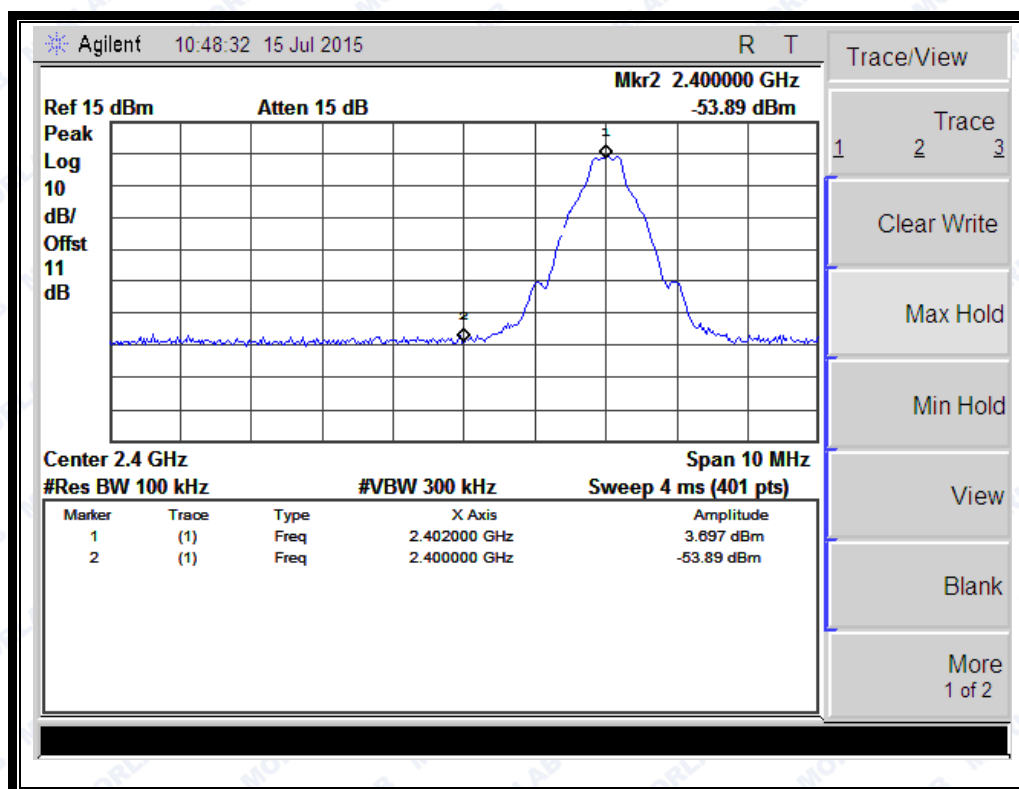 Agilent 10:48:32 15 Jul 2015 R T
Mkr2 2.400000 GHz
Ref 15 dBm Atten 15 dB -53.89 dBm
Peak
Log
10
dB/
Offst
11
dB
1
2
Center 2.4 GHz Span 10 MHz
#Res BW 100 kHz #VBW 300 kHz Sweep 4 ms (401 pts)
Marker Trace Type X Axis Amplitude
1 (1) Freq 2.402000 GHz 3.697 dBm
2 (1) Freq 2.400000 GHz -53.89 dBm
Trace/View
Trace
1 2 3
Clear Write
Max Hold
Min Hold
View
Blank
More
1 of 2